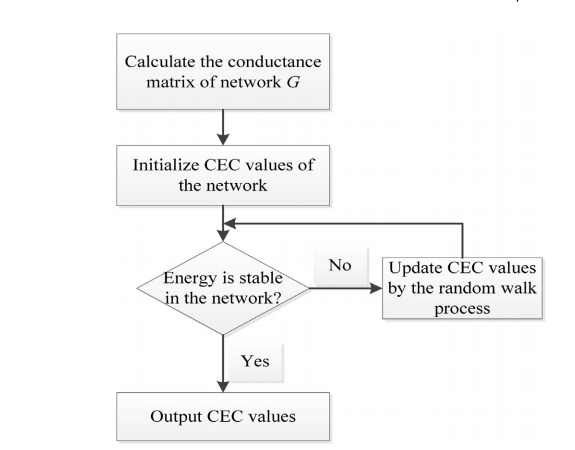 Calculate the conductance
matrix of network G
Initialize CEC values of
the network
Energy is stable
in the network?
No
Update CEC values
by the random walk
process
Yes
Output CEC values